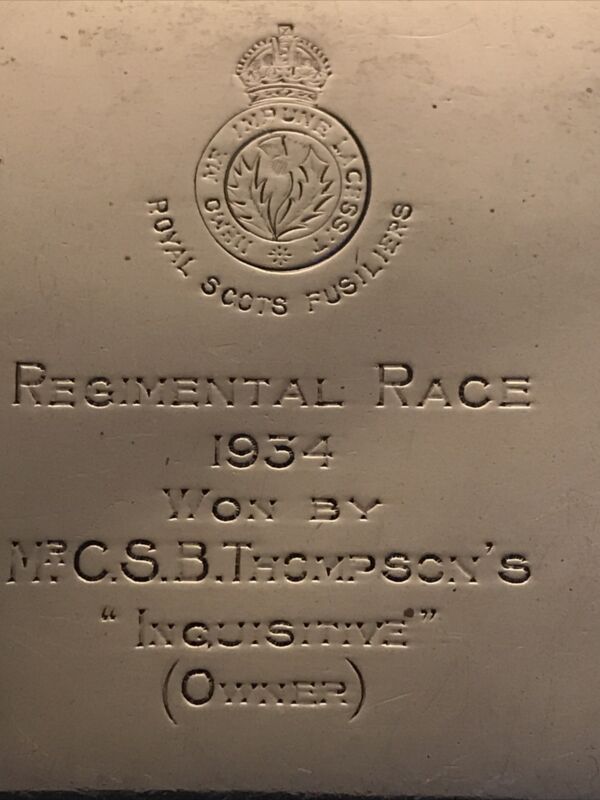 NEMO ME IMPUNE LACESSIT
ROYAL SCOTS FUSILIERS
REGIMENTAL RACE
1934
WON BY
MR. C.S.B. THOMPSON'S
"INQUISITIVE"
(OWNER)